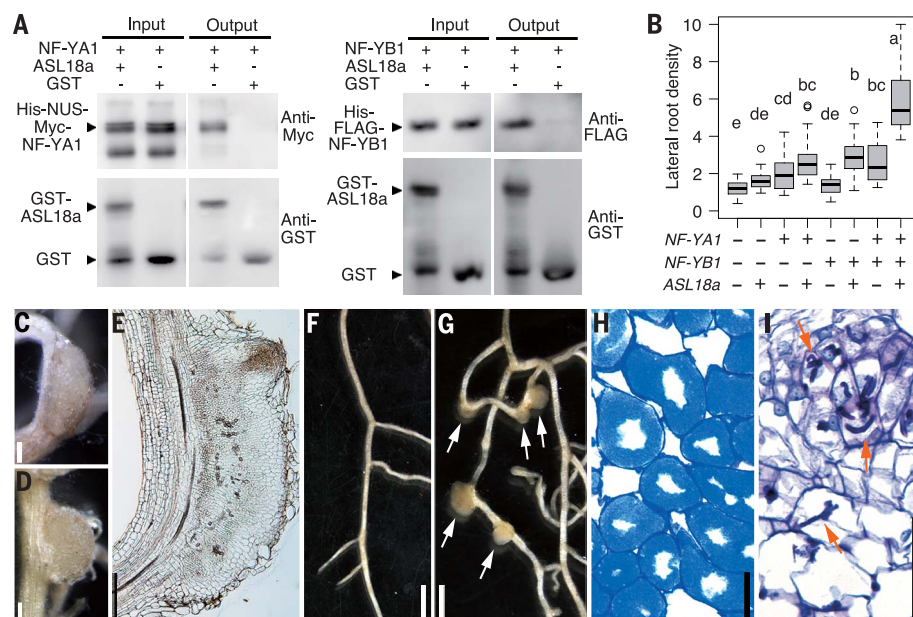 A
Input Output
NF-YA1 + + + +
ASL18a + - + -
GST - + - +
His-NUS-
Myc-
NF-YA1
Anti-
Myc
GST-
ASL18a
GST
Anti-
GST
Input Output
NF-YB1 + + + +
ASL18a + - + -
GST - + - +
His-
FLAG-
NF-YB1
Anti-
FLAG
GST-
ASL18a
GST
Anti-
GST
B
Lateral root density
10
8
6
4
2
0
e de cd bc de b bc a
NF-YA1 − − + + − − + +
NF-YB1 − − − − + + + +
ASL18a − + − + − + − +
C
D
E
F
G
H
I